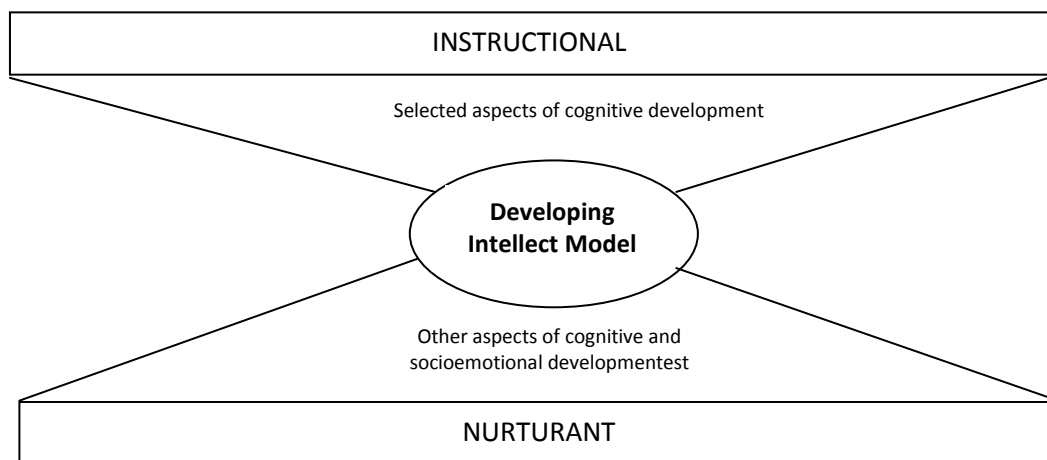 INSTRUCTIONAL
Selected aspects of cognitive development
Developing
Intellect Model
Other aspects of cognitive and
socioemotional developmentest
NURTURANT